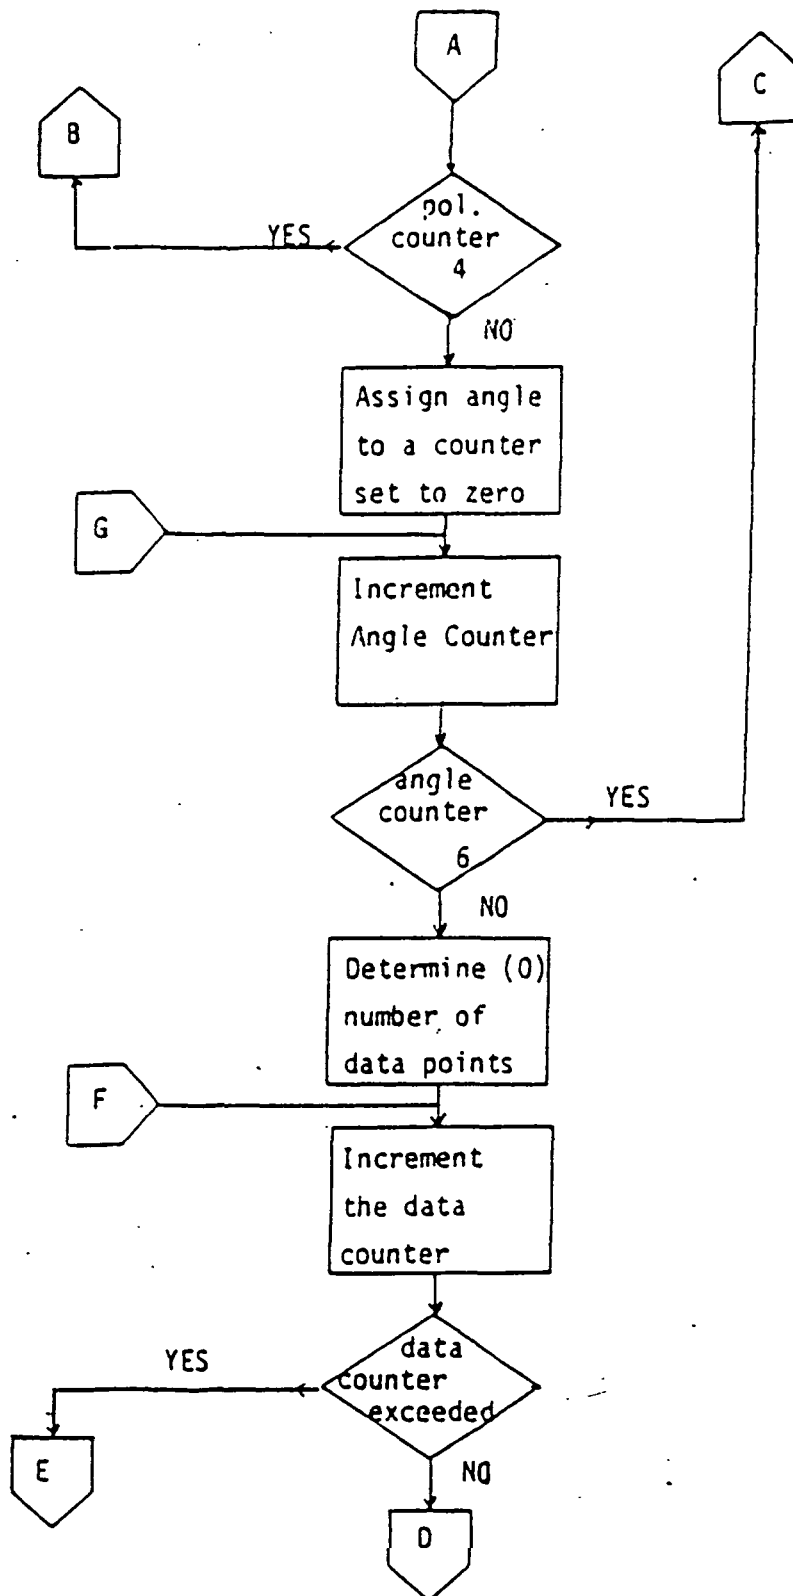 A
C
B
pol.
counter
4
YES
NO
Assign angle
to a counter
set to zero
G
Increment
Angle Counter
angle
counter
6
YES
NO
Determine (0)
number of
data points
F
Increment
the data
counter
data
counter
exceeded
YES
NO
E
D